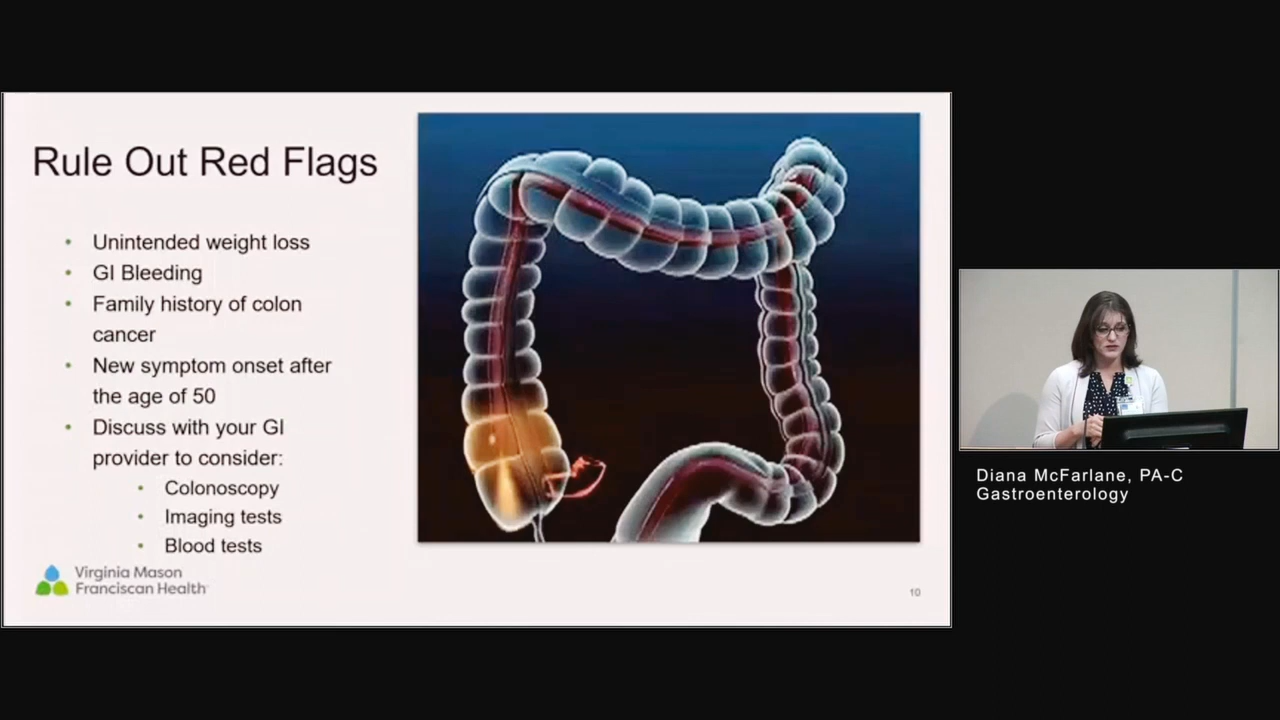 Rule Out Red Flags
• Unintended weight loss
• GI Bleeding
• Family history of colon
cancer
• New symptom onset after
the age of 50
• Discuss with your GI
provider to consider:
• Colonoscopy
• Imaging tests
• Blood tests
Virginia Mason
Franciscan Health
10
Diana McFarlane, PA-C
Gastroenterology